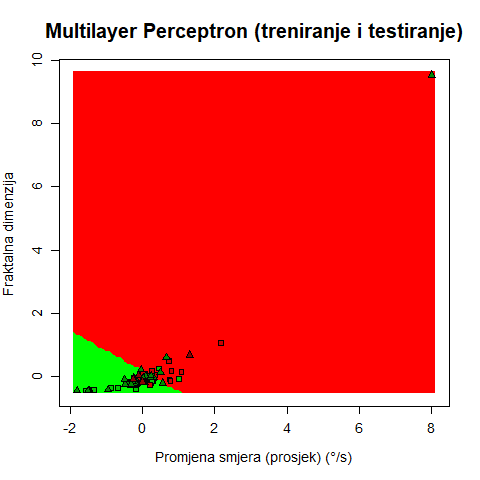 Multilayer Perceptron (treniranje i testiranje)
Fraktalna dimenzija
10
8
6
4
2
0
-2 0 2 4 6 8
Promjena smjera (prosjek) (°/s)